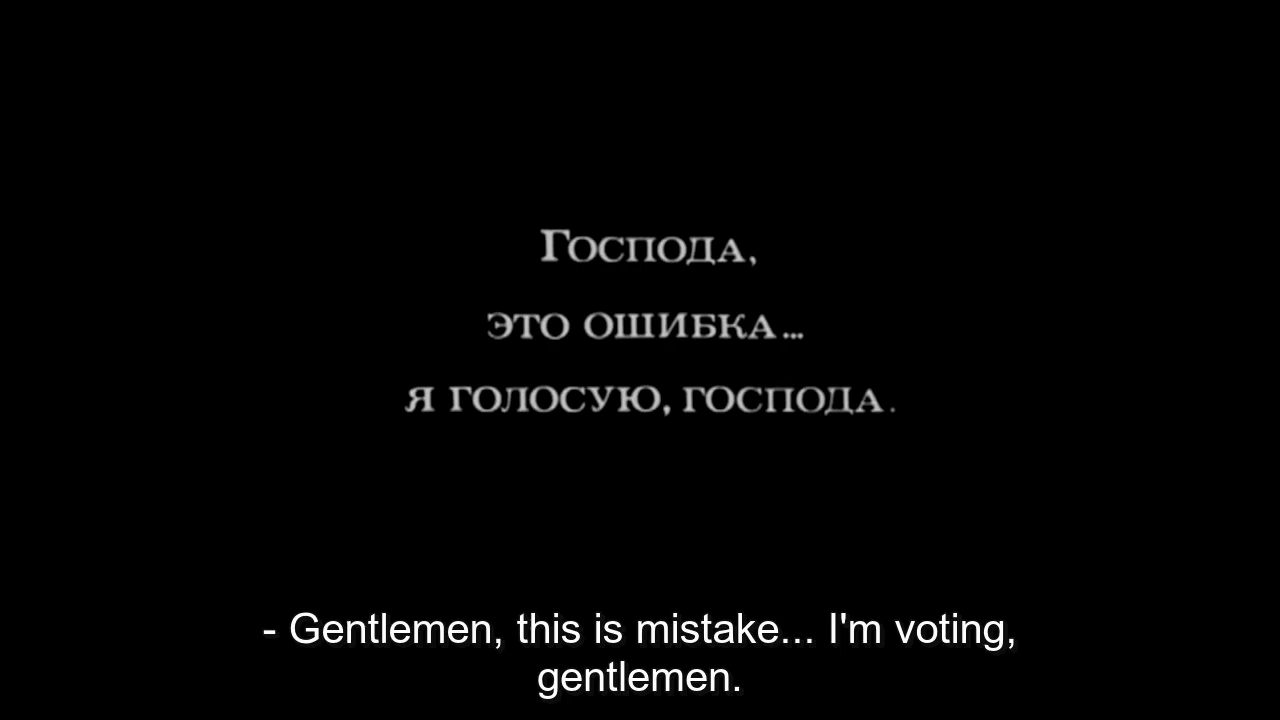 Господа,
это ошибка...
я голосую, господа.
- Gentlemen, this is mistake... I'm voting,
gentlemen.